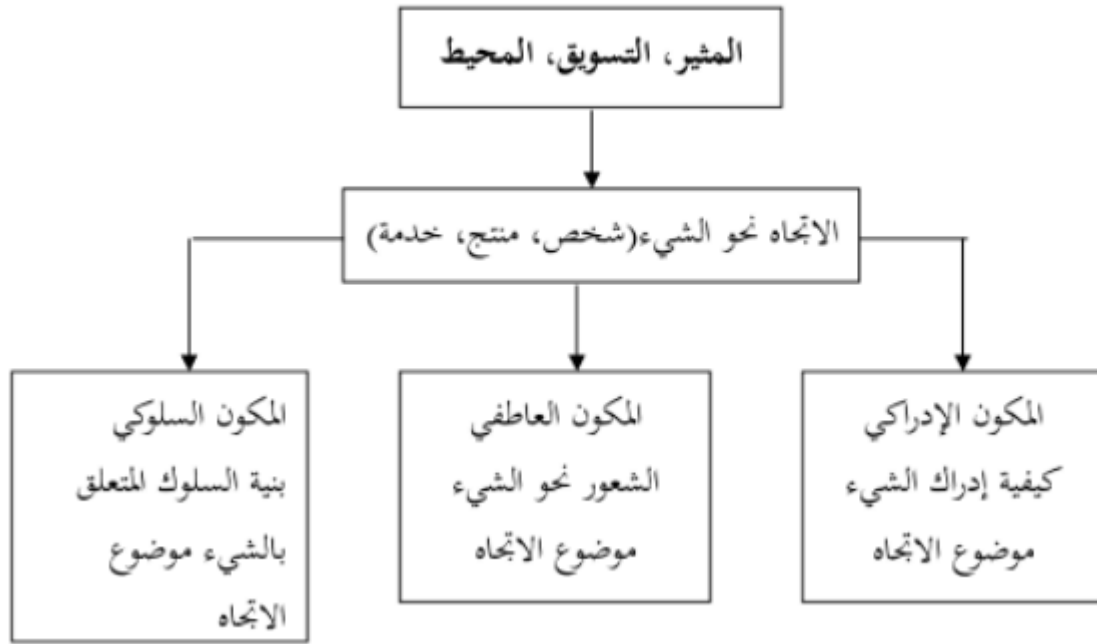 المثير، التسويق، المحيط
الاتجاه نحو الشيء(شخص، منتج، خدمة)
المكون الإدراكي
كيفية إدراك الشيء
موضوع الاتجاه
المكون العاطفي
الشعور نحو الشيء
موضوع الاتجاه
المكون السلوكي
بنية السلوك المتعلق
بالشيء موضوع
الاتجاه